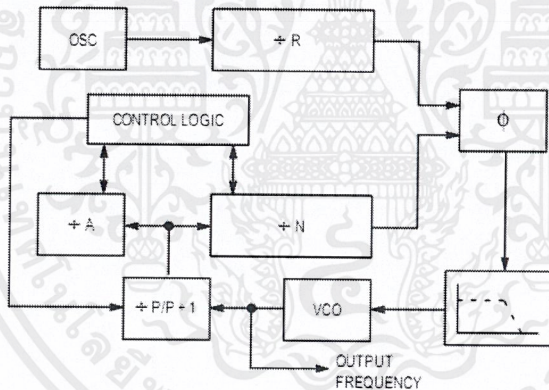 OSC
÷ R
CONTROL LOGIC
ϕ
÷ A
÷ N
÷ P/P + 1
VCO
OUTPUT
FREQUENCY